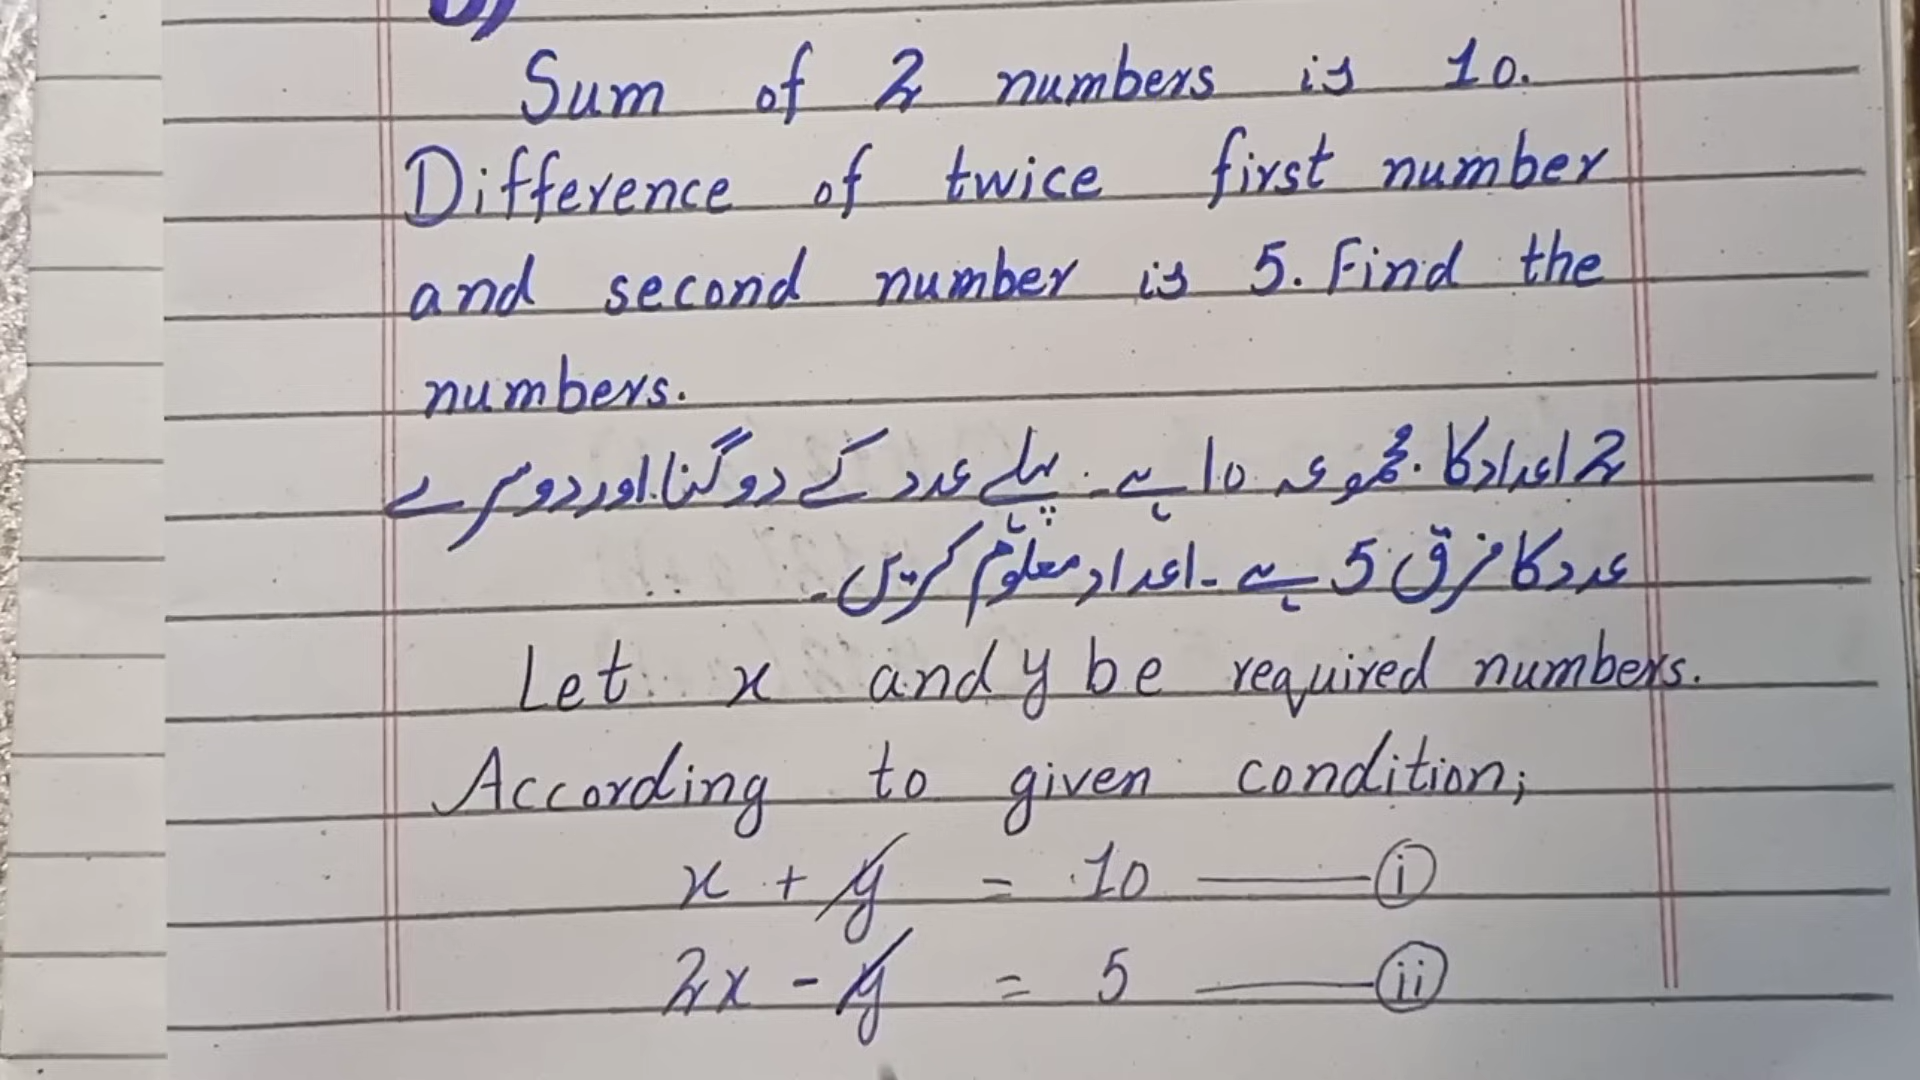 Sum of 2 numbers is 10.
Difference of twice first number
and second number is 5. Find the
numbers.
2 اعداد کا مجموعہ 10 ہے۔ پہلے عدد کے دوگنا اور دوسرے
عدد کا فرق 5 ہے۔ اعداد معلوم کریں۔
Let x and y be required numbers.
According to given condition;
x + y = 10 —— (i)
2x - y = 5 —— (ii)